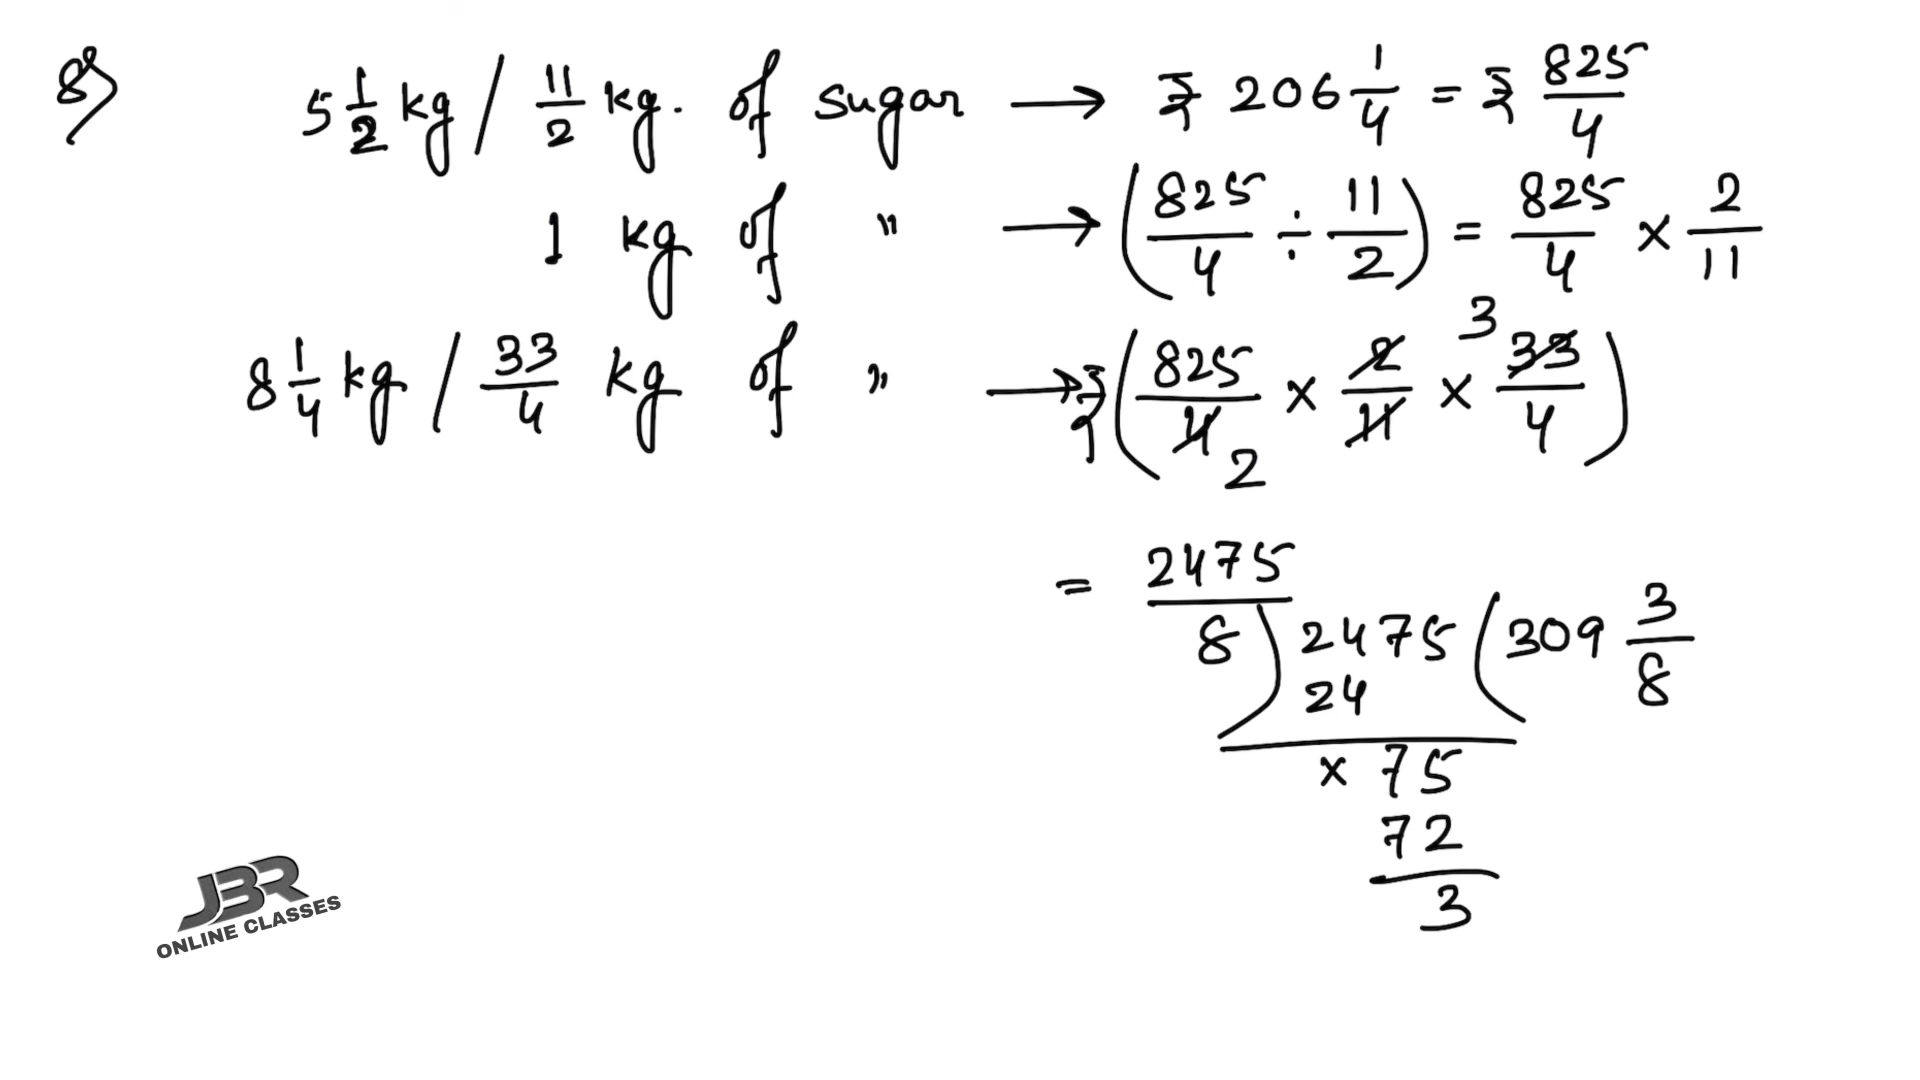 8) 5 1/2 kg / 11/2 kg. of sugar → ₹ 206 1/4 = ₹ 825/4
1 kg of " → (825/4 ÷ 11/2) = 825/4 × 2/11
8 1/4 kg / 33/4 kg of " → ₹ (825/4 × 2/11 × 33/4)
3
2
= 2475/8
8) 2475 (309 3/8
24
× 75
72
3
JBR
ONLINE CLASSES